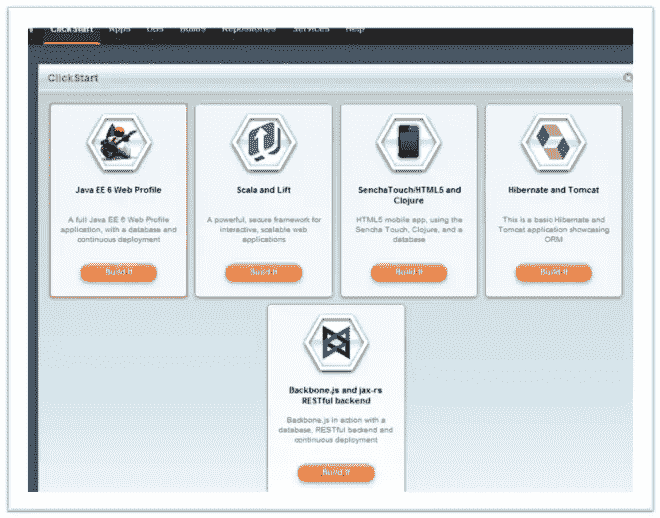 ClickStart Apps DBs Builds Repositories Services Help
ClickStart
Java EE 6 Web Profile
A full Java EE 6 Web Profile
application, with a database and
continuous deployment
Build It
Scala and Lift
A powerful, secure framework for
interactive, scalable web
applications
Build It
SenchaTouch/HTML5 and
Clojure
HTML5 mobile app, using the
Sencha Touch, Clojure, and a
database
Build It
Hibernate and Tomcat
This is a basic Hibernate and
Tomcat application showcasing
ORM
Build It
Backbone.js and jax-rs
RESTful backend
Backbone.js in action with a
database, RESTful backend and
continuous deployment
Build It